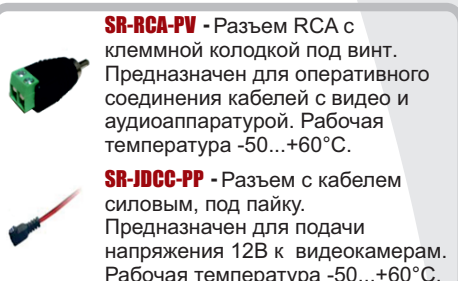 SR-RCA-PV - Разъем RCA с
клеммной колодкой под винт.
Предназначен для оперативного
соединения кабелей с видео и
аудиоаппаратурой. Рабочая
температура -50...+60°C.
SR-JDCC-PP - Разъем с кабелем
силовым, под пайку.
Предназначен для подачи
напряжения 12В к видеокамерам.
Рабочая температура -50...+60°C.